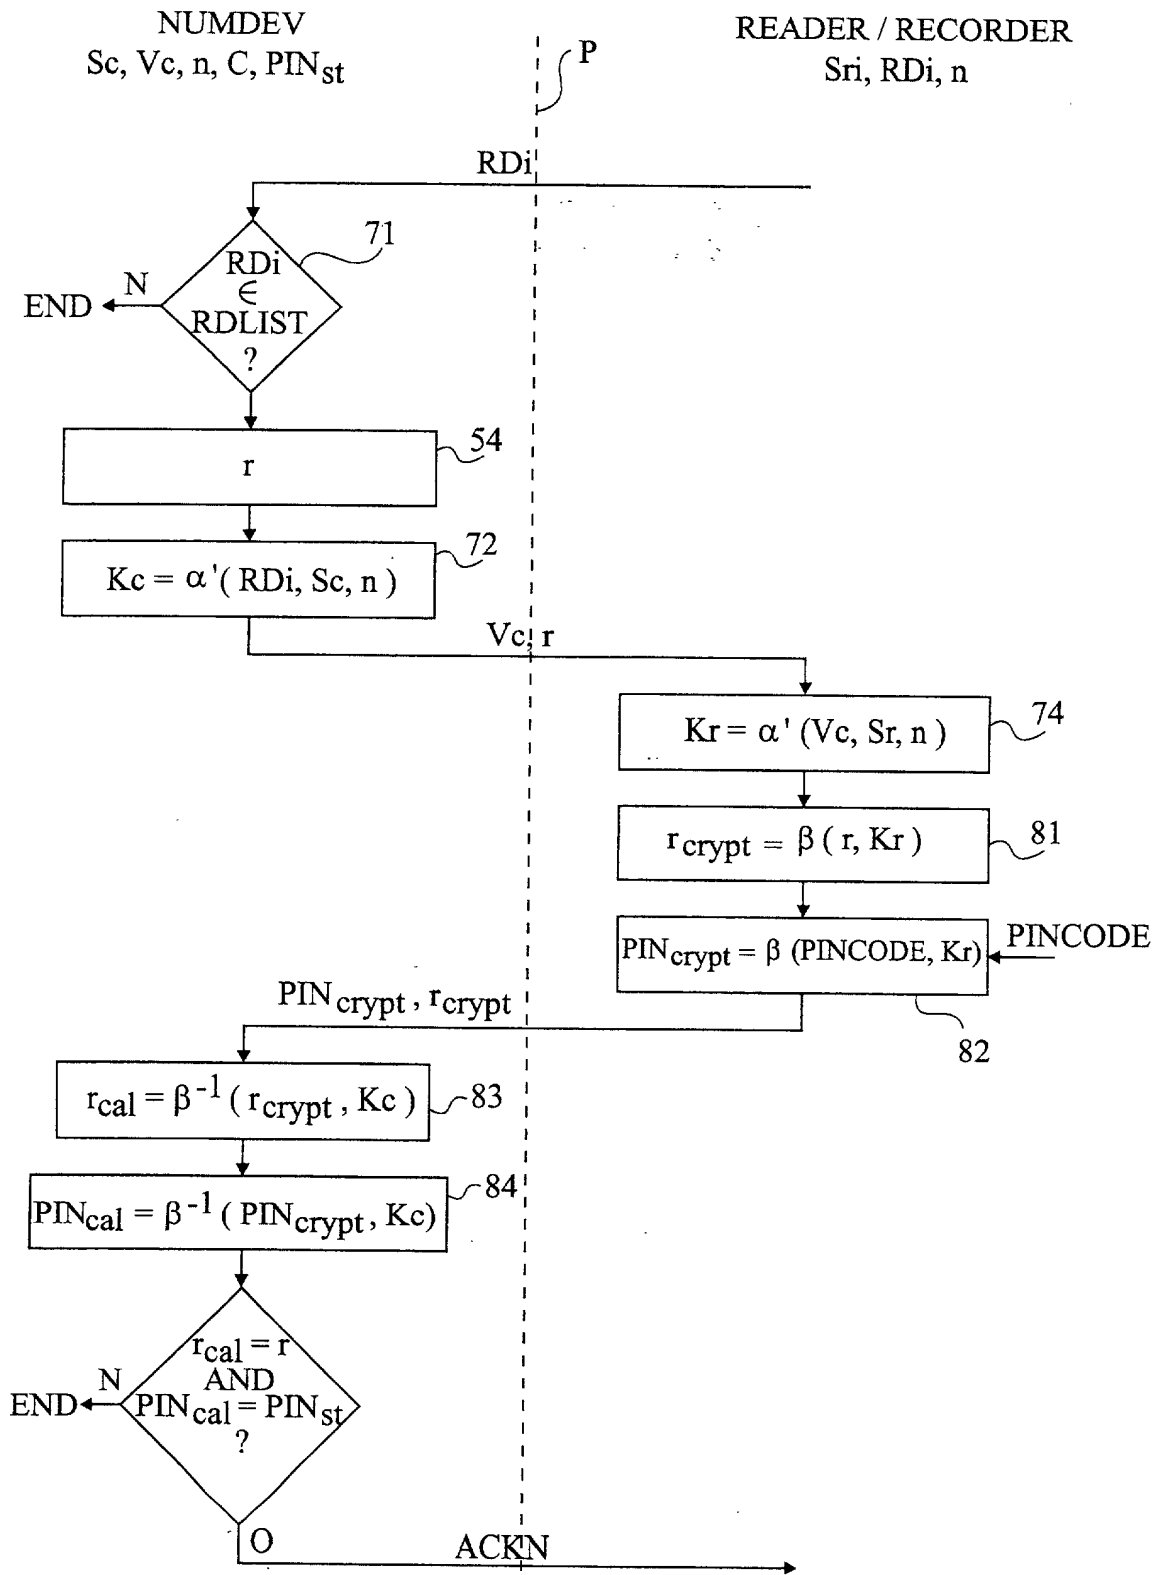 NUMDEV
Sc, Vc, n, C, PINst
READER / RECORDER
Sri, RDi, n
P
RDi
71
RDi
∈
RDLIST
?
N
END
54
r
72
Kc = α'( RDi, Sc, n )
Vc, r
74
Kr = α' (Vc, Sr, n )
81
rcrypt = β ( r, Kr )
PINcrypt = β (PINCODE, Kr)
PINCODE
82
PINcrypt , rcrypt
rcal = β-1 ( rcrypt , Kc )
83
PINcal = β-1 ( PINcrypt , Kc)
84
rcal = r
AND
PINcal = PINst
?
N
END
O
ACKN